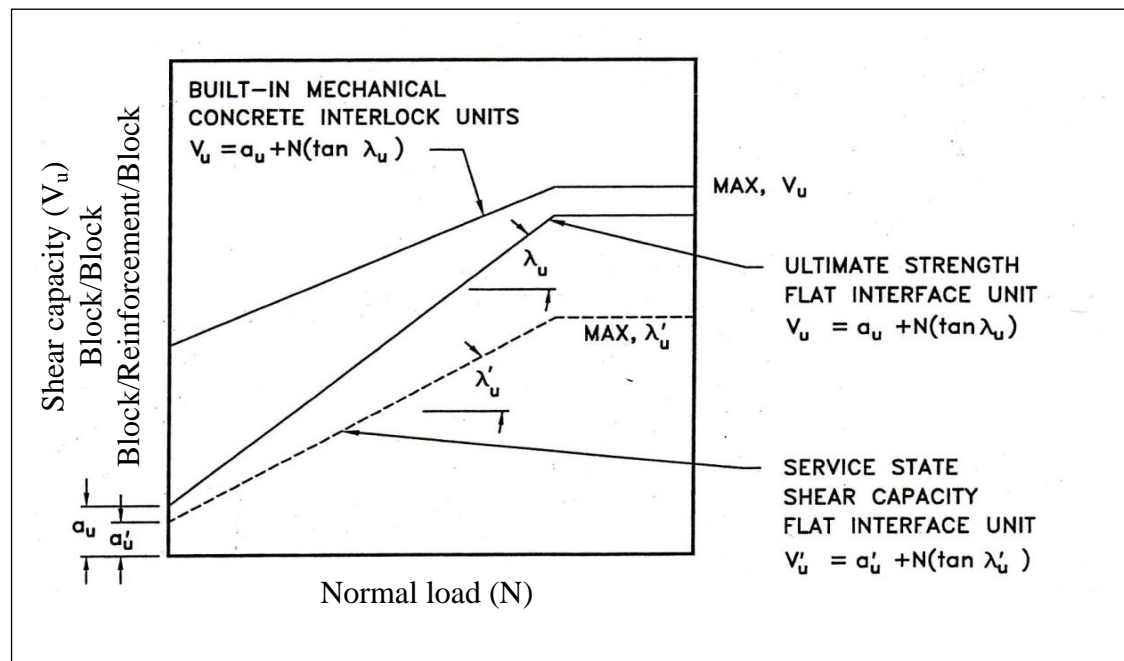 BUILT-IN MECHANICAL
CONCRETE INTERLOCK UNITS
Vᵤ = aᵤ + N(tan λᵤ)
MAX, Vᵤ
λᵤ
ULTIMATE STRENGTH
FLAT INTERFACE UNIT
Vᵤ = aᵤ + N(tan λᵤ)
MAX, λ'ᵤ
λ'ᵤ
SERVICE STATE
SHEAR CAPACITY
FLAT INTERFACE UNIT
V'ᵤ = a'ᵤ + N(tan λ'ᵤ)
Shear capacity (Vᵤ)
Block/Block
Block/Reinforcement/Block
aᵤ
a'ᵤ
Normal load (N)